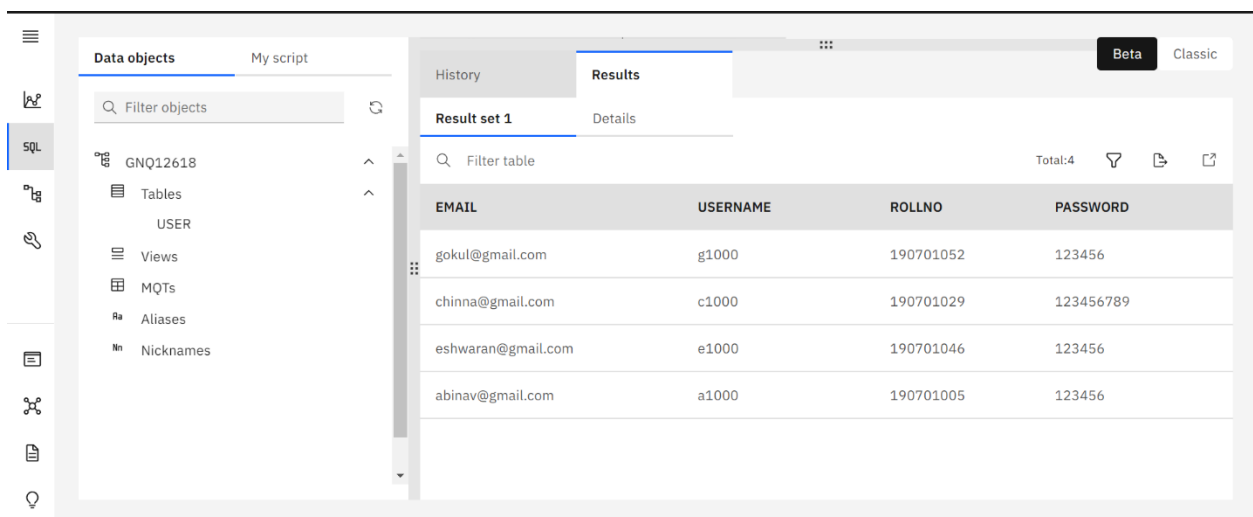 Data objects My script
Filter objects
SQL
GNQ12618
Tables
USER
Views
MQTs
Aa Aliases
Nn Nicknames
Beta Classic
History Results
Result set 1 Details
Filter table Total:4
EMAIL USERNAME ROLLNO PASSWORD
gokul@gmail.com g1000 190701052 123456
chinna@gmail.com c1000 190701029 123456789
eshwaran@gmail.com e1000 190701046 123456
abinav@gmail.com a1000 190701005 123456